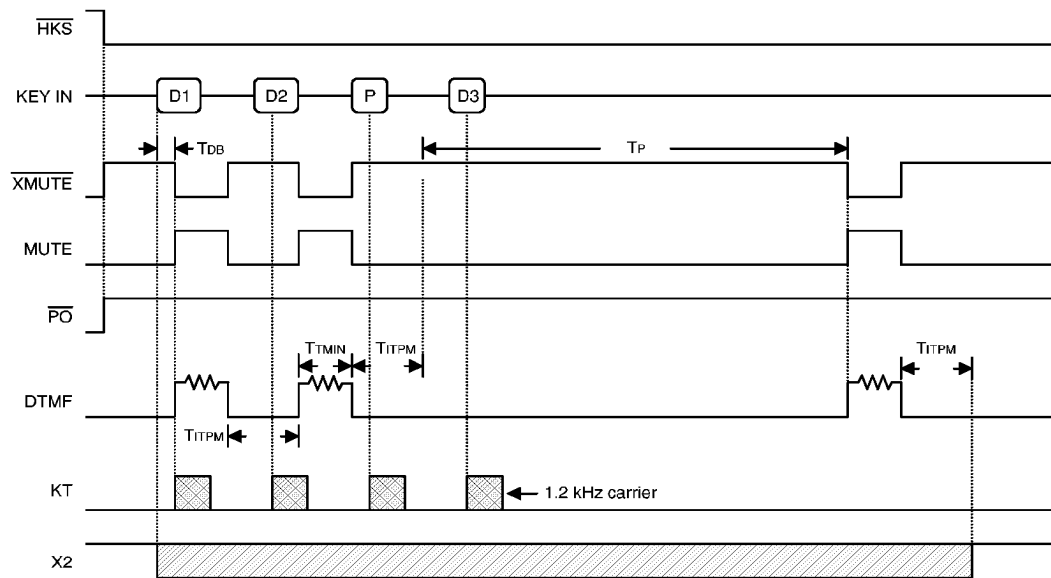 HKS
KEY IN D1 D2 P D3
TDB TP
XMUTE
MUTE
PO
TTMIN TITPM TITPM
DTMF
TITPM
KT 1.2 kHz carrier
X2